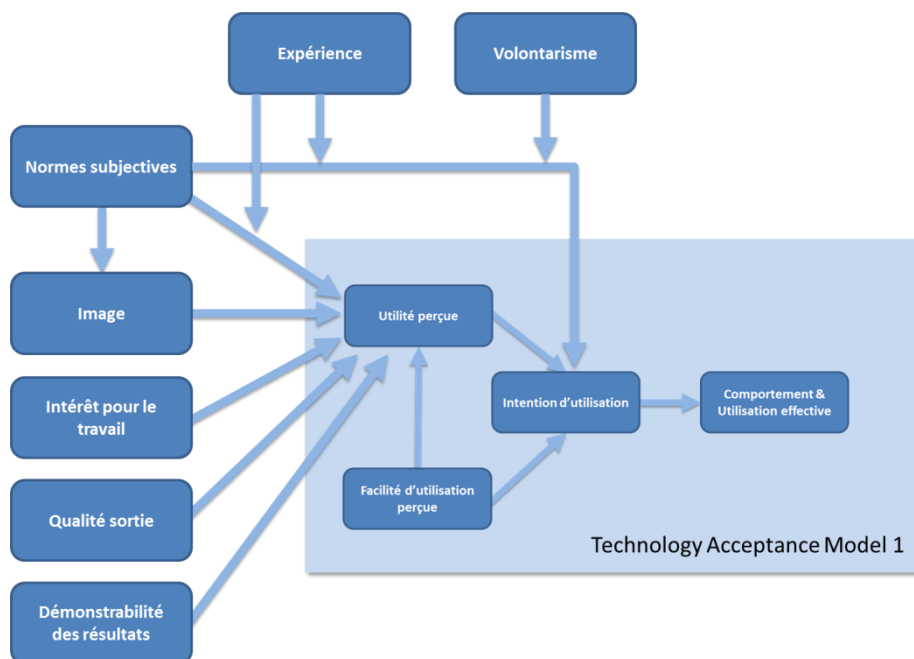 Expérience
Volontarisme
Normes subjectives
Image
Utilité perçue
Intérêt pour le
travail
Intention d'utilisation
Comportement &
Utilisation effective
Qualité sortie
Facilité d'utilisation
perçue
Technology Acceptance Model 1
Démonstrabilité
des résultats